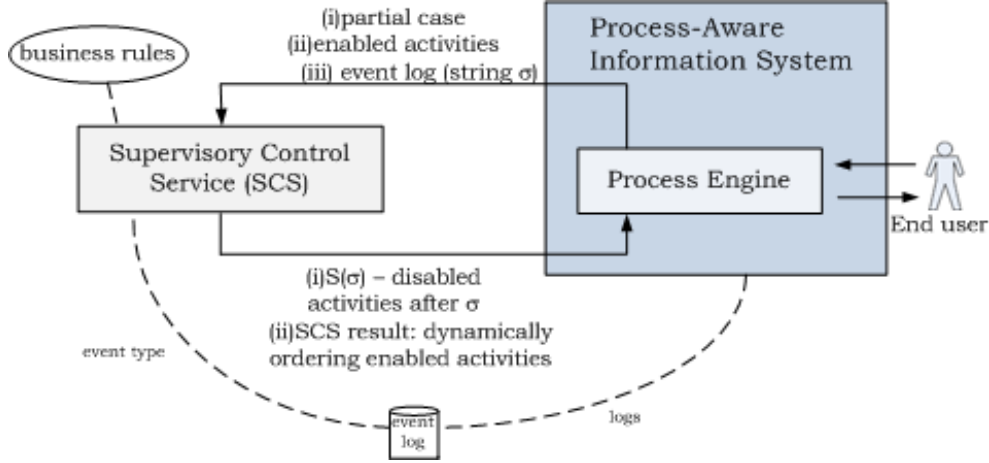 (i)partial case
(ii)enabled activities
(iii) event log (string σ)
business rules
Process-Aware
Information System
Supervisory Control
Service (SCS)
Process Engine
End user
(i)S(σ) – disabled
activities after σ
(ii)SCS result: dynamically
ordering enabled activities
event type
logs
event
log